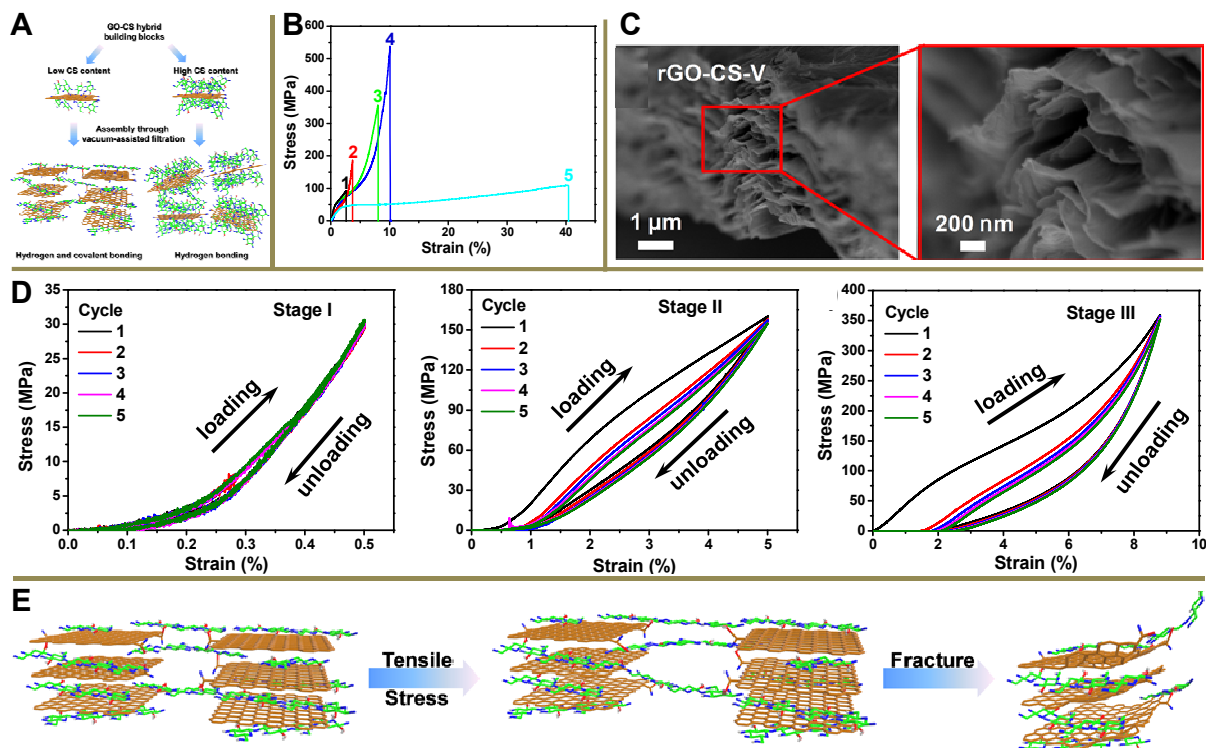 A
GO-CS hybrid
building blocks
Low CS content
High CS content
Assembly through
vacuum-assisted filtration
Hydrogen and covalent bonding
Hydrogen bonding
B
Stress (MPa)
600
500
400
300
200
100
0
1
2
3
4
5
0 5 10 15 20 25 30 35 40 45
Strain (%)
C
rGO-CS-V
1 μm
200 nm
D
Stage I
Cycle
1
2
3
4
5
loading
unloading
Stress (MPa)
35
30
25
20
15
10
5
0
0.0 0.1 0.2 0.3 0.4 0.5
Strain (%)
Stage II
Cycle
1
2
3
4
5
loading
unloading
Stress (MPa)
180
150
120
90
60
30
0
0 1 2 3 4 5
Strain (%)
Stage III
Cycle
1
2
3
4
5
loading
unloading
Stress (MPa)
400
350
300
250
200
150
100
50
0
0 2 4 6 8 10
Strain (%)
E
Tensile
Stress
Fracture